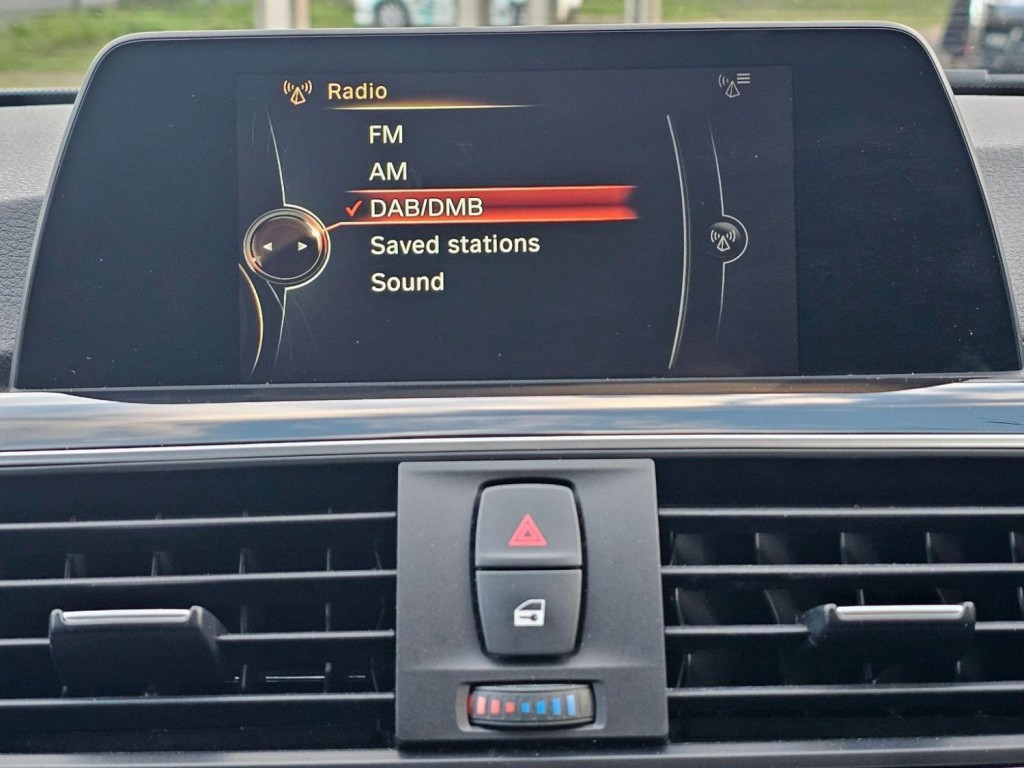 Radio
FM
AM
DAB/DMB
Saved stations
Sound